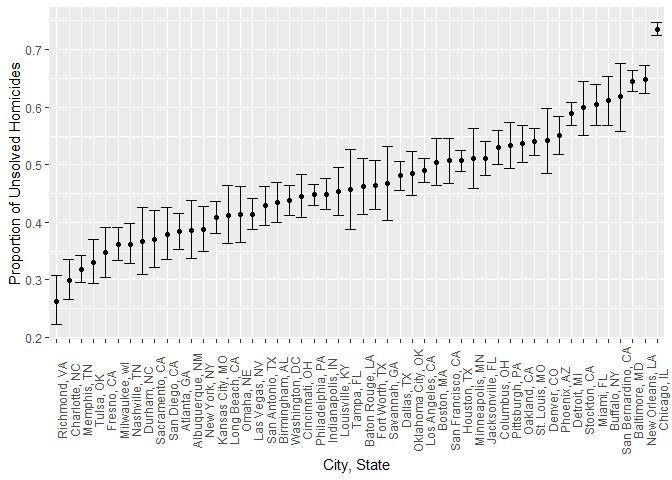 Proportion of Unsolved Homicides
0.7
0.6
0.5
0.4
0.3
0.2
Richmond, VA
Charlotte, NC
Memphis, TN
Tulsa, OK
Fresno, CA
Milwaukee, wI
Nashville, TN
Durham, NC
Sacramento, CA
San Diego, CA
Atlanta, GA
Albuquerque, NM
New York, NY
Kansas City, MO
Long Beach, CA
Omaha, NE
Las Vegas, NV
San Antonio, TX
Birmingham, AL
Washington, DC
Cincinnati, OH
Philadelphia, PA
Indianapolis, IN
Louisville, KY
Tampa, FL
Baton Rouge, LA
Fort Worth, TX
Savannah, GA
Dallas, TX
Oklahoma City, OK
Los Angeles, CA
Boston, MA
San Francisco, CA
Houston, TX
Minneapolis, MN
Jacksonville, FL
Columbus, OH
Pittsburgh, PA
Oakland, CA
St. Louis, MO
Denver, CO
Phoenix, AZ
Detroit, MI
Stockton, CA
Miami, FL
Buffalo, NY
San Bernardino, CA
Baltimore, MD
New Orleans, LA
Chicago, IL
City, State